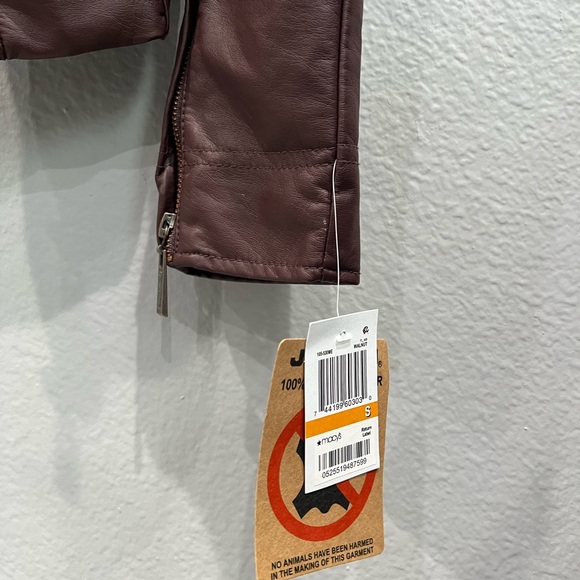 105100ME
WALNUT
7 44199 60303 0
S
★macy's
Return
Label
0525519487599
J
®
100%
R
NO ANIMALS HAVE BEEN HARMED
IN THE MAKING OF THIS GARMENT